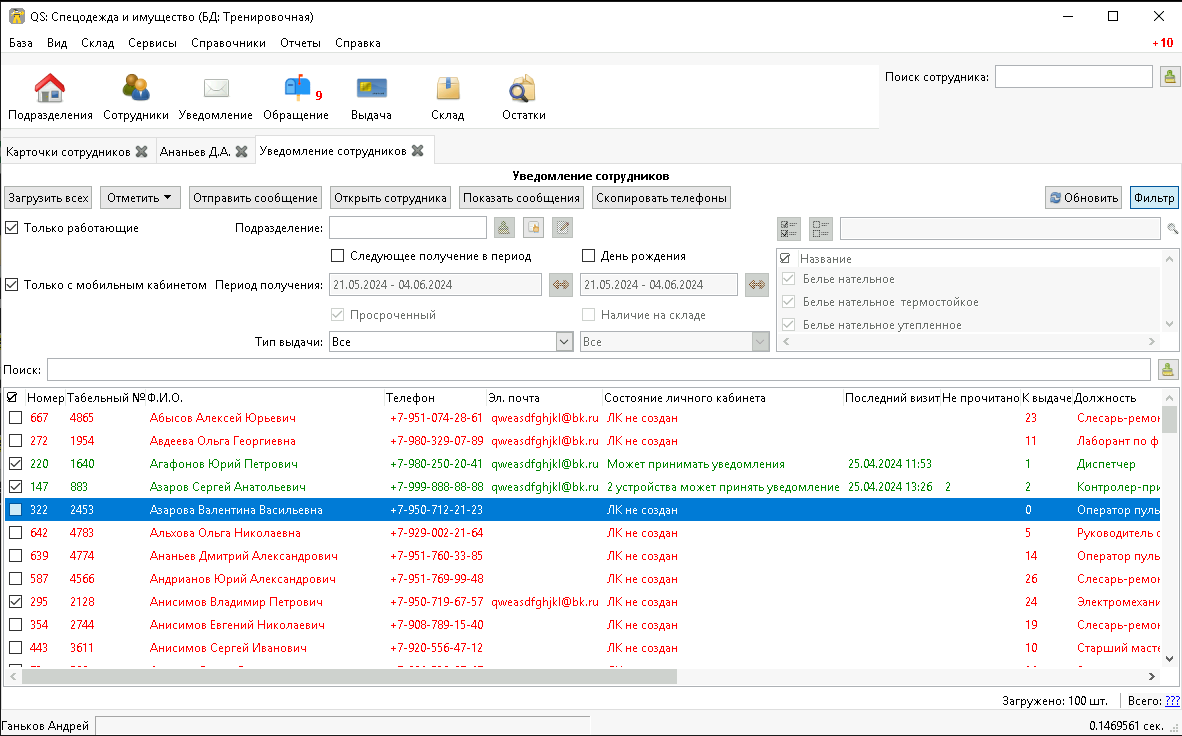 QS: Спецодежда и имущество (БД: Тренировочная)
База Вид Склад Сервисы Справочники Отчеты Справка +10
Поиск сотрудника:
9
Подразделения Сотрудники Уведомление Обращение Выдача Склад Остатки
Карточки сотрудников Ананьев Д.А. Уведомление сотрудников
Уведомление сотрудников
Загрузить всех Отметить Отправить сообщение Открыть сотрудника Показать сообщения Скопировать телефоны Обновить Фильтр
Только работающие Подразделение:
Следующее получение в период День рождения Название
Только с мобильным кабинетом Период получения: 21.05.2024 - 04.06.2024 21.05.2024 - 04.06.2024 Белье нательное
Белье нательное термостойкое
Просроченный Наличие на складе Белье нательное утепленное
Тип выдачи: Все Все
Поиск:
Номер Табельный № Ф.И.О. Телефон Эл. почта Состояние личного кабинета Последний визит Не прочитано К выдаче Должность
667 4865 Абысов Алексей Юрьевич +7-951-074-28-61 qweasdfghjkl@bk.ru ЛК не создан 23 Слесарь-ремон
272 1954 Авдеева Ольга Георгиевна +7-980-329-07-89 qweasdfghjkl@bk.ru ЛК не создан 11 Лаборант по ф
220 1640 Агафонов Юрий Петрович +7-980-250-20-41 qweasdfghjkl@bk.ru Может принимать уведомления 25.04.2024 11:53 1 Диспетчер
147 883 Азаров Сергей Анатольевич +7-999-888-88-88 qweasdfghjkl@bk.ru 2 устройства может принять уведомление 25.04.2024 13:26 2 2 Контролер-при
322 2453 Азарова Валентина Васильевна +7-950-712-21-23 ЛК не создан 0 Оператор пуль
642 4783 Альхова Ольга Николаевна +7-929-002-21-64 ЛК не создан 5 Руководитель с
639 4774 Ананьев Дмитрий Александрович +7-951-760-33-85 ЛК не создан 14 Оператор пуль
587 4566 Андрианов Юрий Александрович +7-951-769-99-48 ЛК не создан 26 Слесарь-ремон
295 2128 Анисимов Владимир Петрович +7-950-719-67-57 qweasdfghjkl@bk.ru ЛК не создан 24 Электромехани
354 2744 Анисимов Евгений Николаевич +7-908-789-15-40 ЛК не создан 19 Слесарь-ремон
443 3611 Анисимов Сергей Иванович +7-920-556-47-12 ЛК не создан 10 Старший масте
Загружено: 100 шт. Всего: ???
Ганьков Андрей 0.1469561 сек.